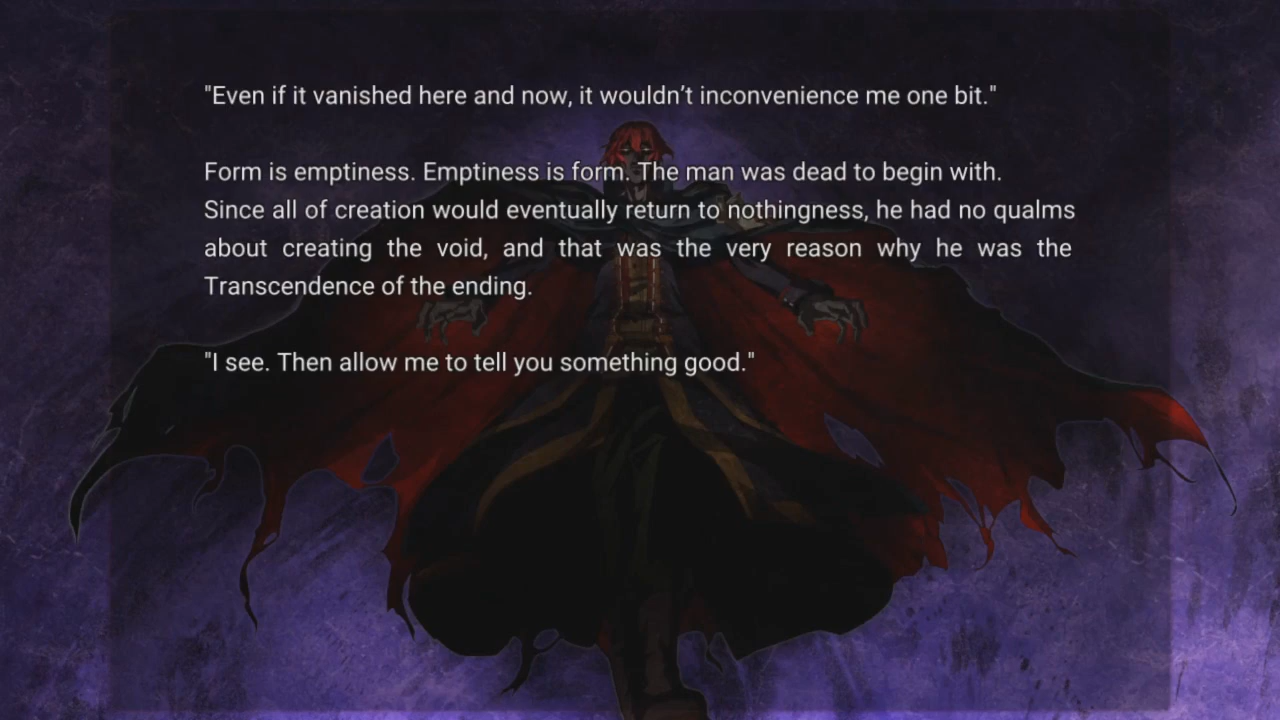 "Even if it vanished here and now, it wouldn’t inconvenience me one bit."
Form is emptiness. Emptiness is form. The man was dead to begin with.
Since all of creation would eventually return to nothingness, he had no qualms
about creating the void, and that was the very reason why he was the
Transcendence of the ending.
"I see. Then allow me to tell you something good."